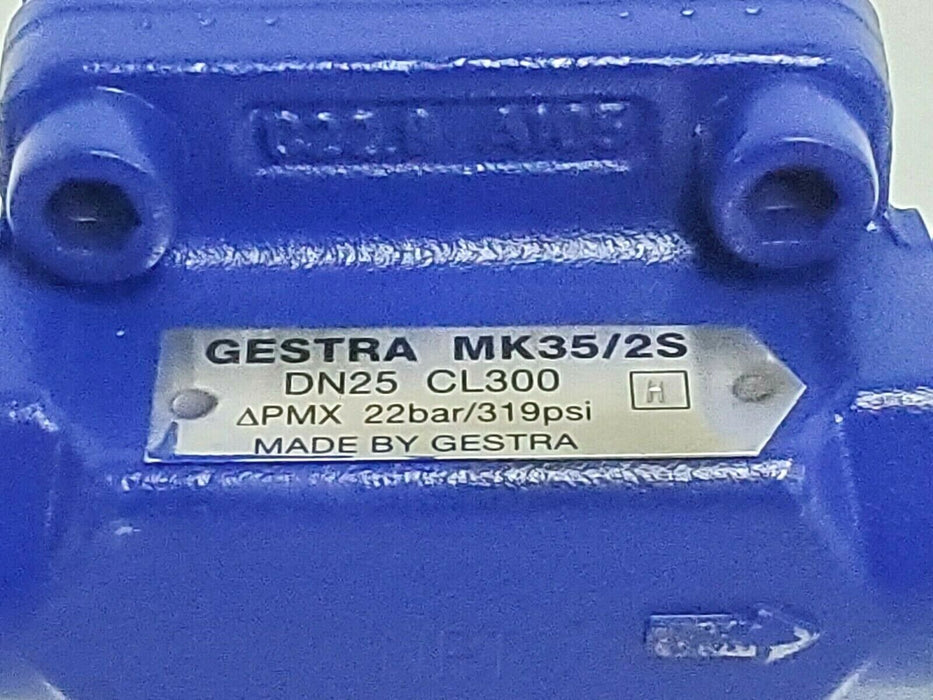 GESTRA MK35/2S
DN25 CL300
H
ΔPMX 22bar/319psi
MADE BY GESTRA